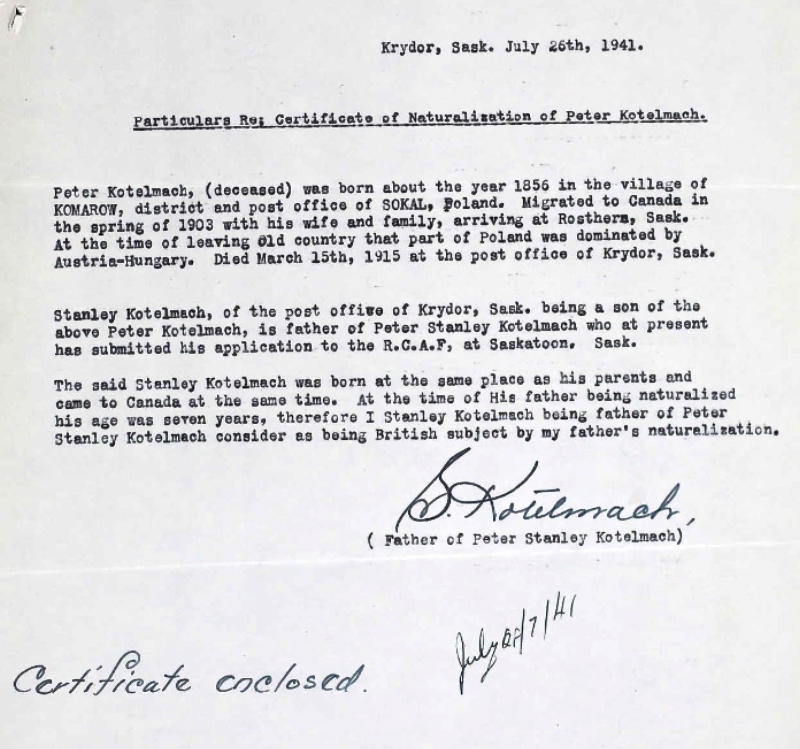 Krydor, Sask. July 26th, 1941.
Particulars Re; Certificate of Naturalization of Peter Kotelmach.
Peter Kotelmach, (deceased) was born about the year 1856 in the village of
KOMAROW, district and post office of SOKAL, Poland. Migrated to Canada in
the spring of 1903 with his wife and family, arriving at Rosthern, Sask.
At the time of leaving old country that part of Poland was dominated by
Austria-Hungary. Died March 15th, 1915 at the post office of Krydor, Sask.
Stanley Kotelmach, of the post offiwe of Krydor, Sask. being a son of the
above Peter Kotelmach, is father of Peter Stanley Kotelmach who at present
has submitted his application to the R.C.A.F, at Saskatoon. Sask.
The said Stanley Kotelmach was born at the same place as his parents and
came to Canada at the same time. At the time of His father being naturalized
his age was seven years, therefore I Stanley Kotelmach being father of Peter
Stanley Kotelmach consider as being British subject by my father's naturalization.
S. Kotelmach,
( Father of Peter Stanley Kotelmach)
July 28/7/41
Certificate enclosed.